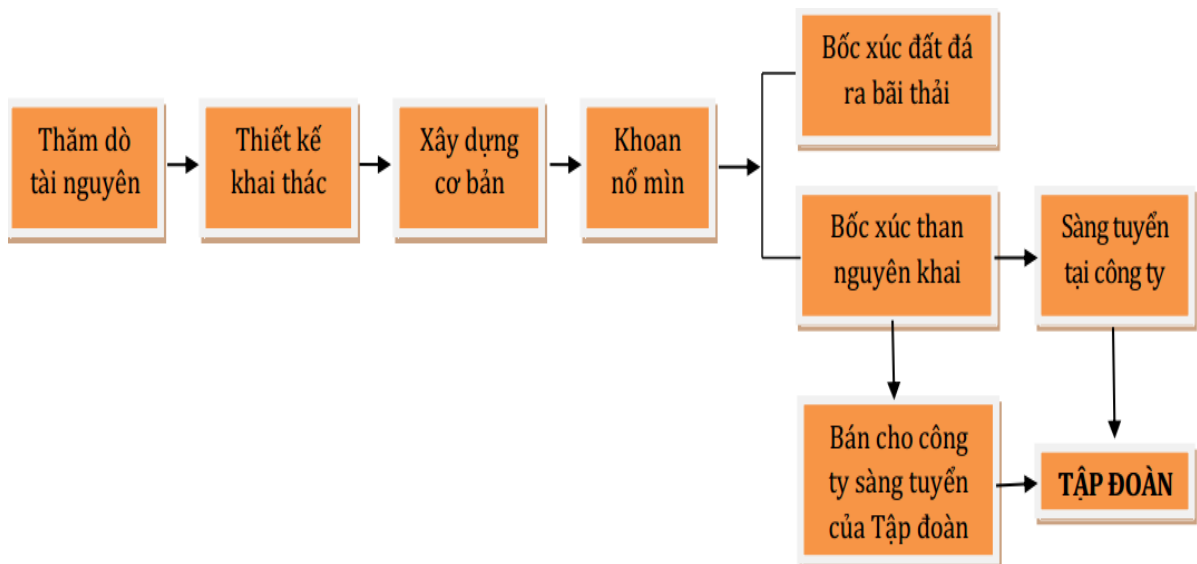 Thăm dò
tài nguyên
Thiết kế
khai thác
Xây dựng
cơ bản
Khoan
nổ mìn
Bốc xúc đất đá
ra bãi thải
Bốc xúc than
nguyên khai
Sàng tuyển
tại công ty
Bán cho công
ty sàng tuyển
của Tập đoàn
TẬP ĐOÀN